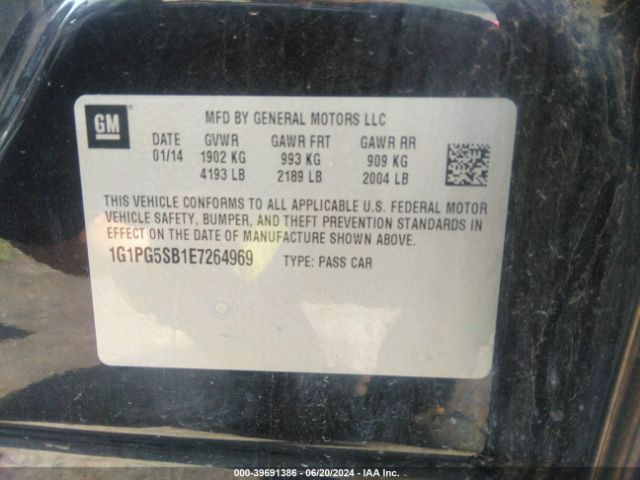 GM
MFD BY GENERAL MOTORS LLC
DATE GVWR GAWR FRT GAWR RR
01/14 1902 KG 993 KG 909 KG
4193 LB 2189 LB 2004 LB
THIS VEHICLE CONFORMS TO ALL APPLICABLE U.S. FEDERAL MOTOR
VEHICLE SAFETY, BUMPER, AND THEFT PREVENTION STANDARDS IN
EFFECT ON THE DATE OF MANUFACTURE SHOWN ABOVE.
1G1PG5SB1E7264969 TYPE: PASS CAR
000-39691386 - 06/20/2024 - IAA Inc.